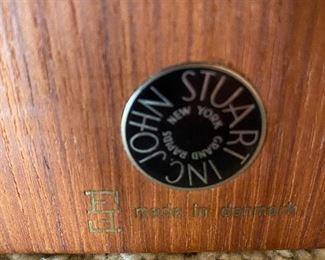 JOHN STUART INC.
NEW YORK GRAND RAPIDS
made in denmark